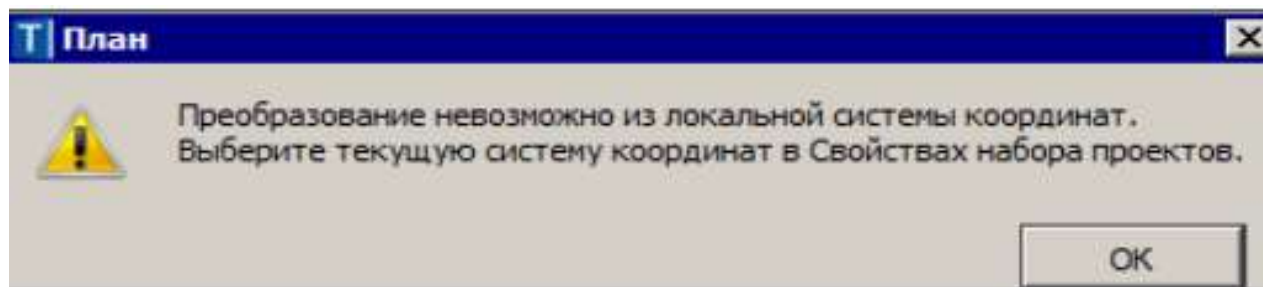 T План
Преобразование невозможно из локальной системы координат.
Выберите текущую систему координат в Свойствах набора проектов.
OK